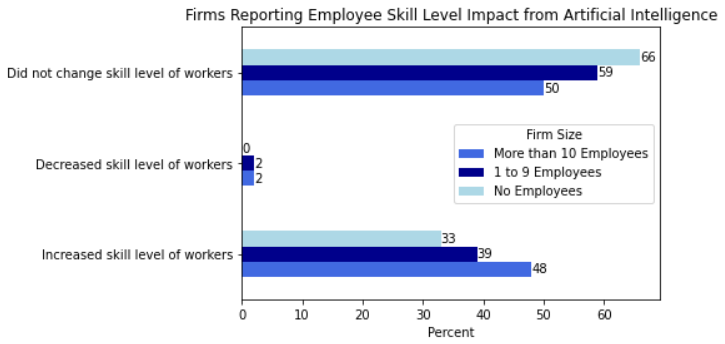 Firms Reporting Employee Skill Level Impact from Artificial Intelligence
Did not change skill level of workers
66
59
50
Firm Size
More than 10 Employees
1 to 9 Employees
No Employees
0
Decreased skill level of workers
2
2
33
Increased skill level of workers
39
48
0 10 20 30 40 50 60
Percent